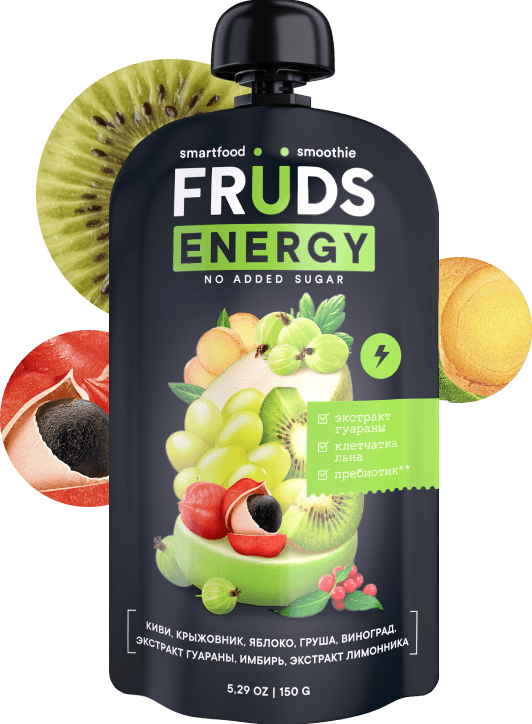 smartfood smoothie
FRÜDS
ENERGY
NO ADDED SUGAR
экстракт
гуараны
клетчатка
льна
пребиотик**
КИВИ, КРЫЖОВНИК, ЯБЛОКО, ГРУША, ВИНОГРАД,
ЭКСТРАКТ ГУАРАНЫ, ИМБИРЬ, ЭКСТРАКТ ЛИМОННИКА
5.29 OZ | 150 G